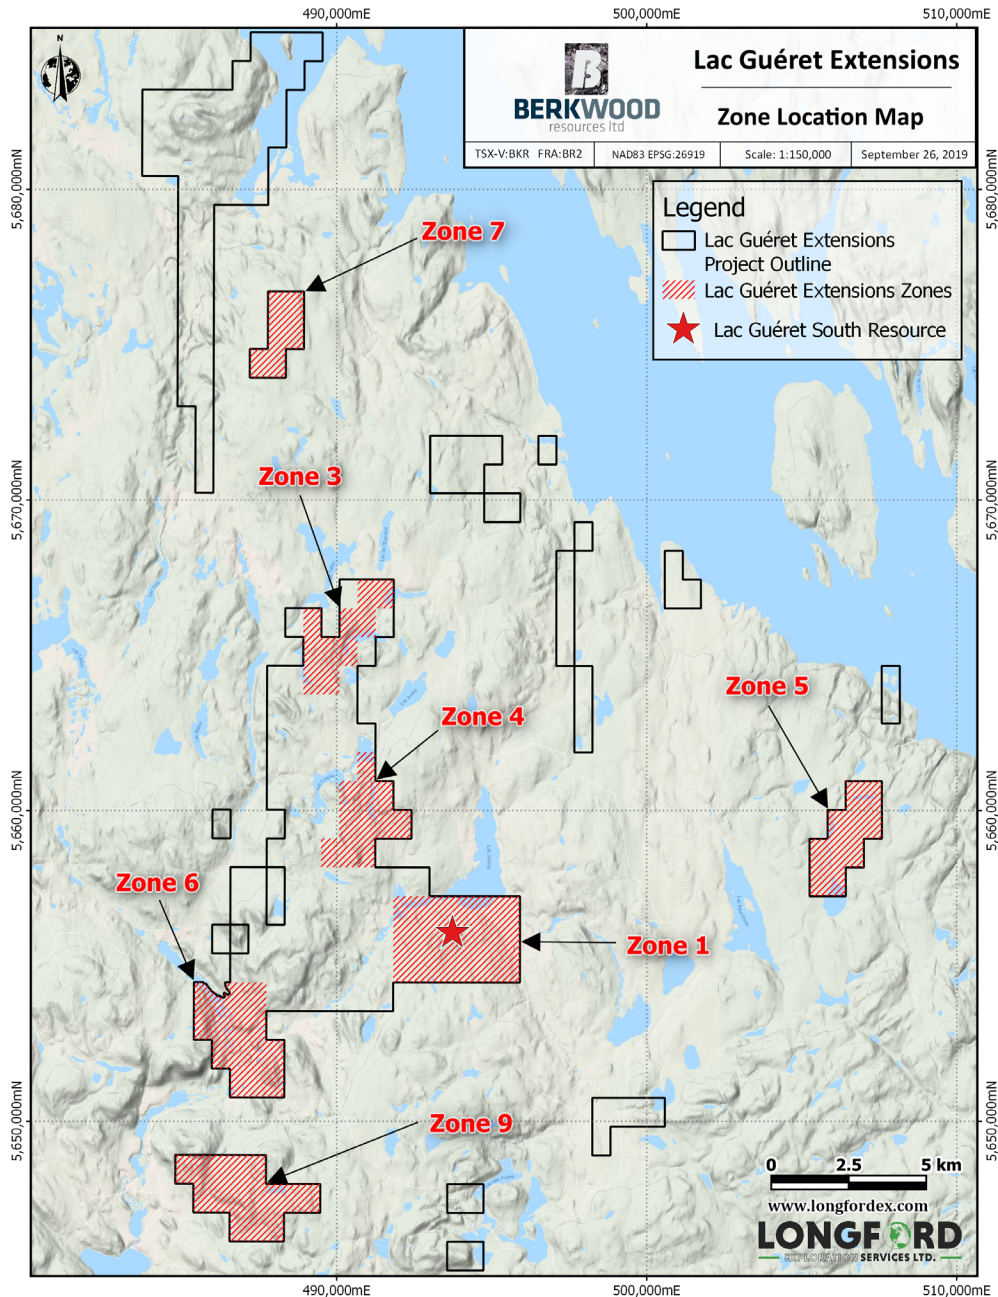 490,000mE 500,000mE 510,000mE
N
BERKWOOD
resources ltd
Lac Guéret Extensions
Zone Location Map
TSX-V:BKR FRA:BR2 NAD83 EPSG:26919 Scale: 1:150,000 September 26, 2019
5,680,000mN 5,680,000mN
Legend
Lac Guéret Extensions
Project Outline
Lac Guéret Extensions Zones
Lac Guéret South Resource
Zone 7
Zone 3
5,670,000mN 5,670,000mN
Zone 5
Zone 4
5,660,000mN 5,660,000mN
Zone 6
Zone 1
Zone 9
5,650,000mN 5,650,000mN
0 2.5 5 km
www.longfordex.com
LONGFORD
EXPLORATION SERVICES LTD.
490,000mE 500,000mE 510,000mE